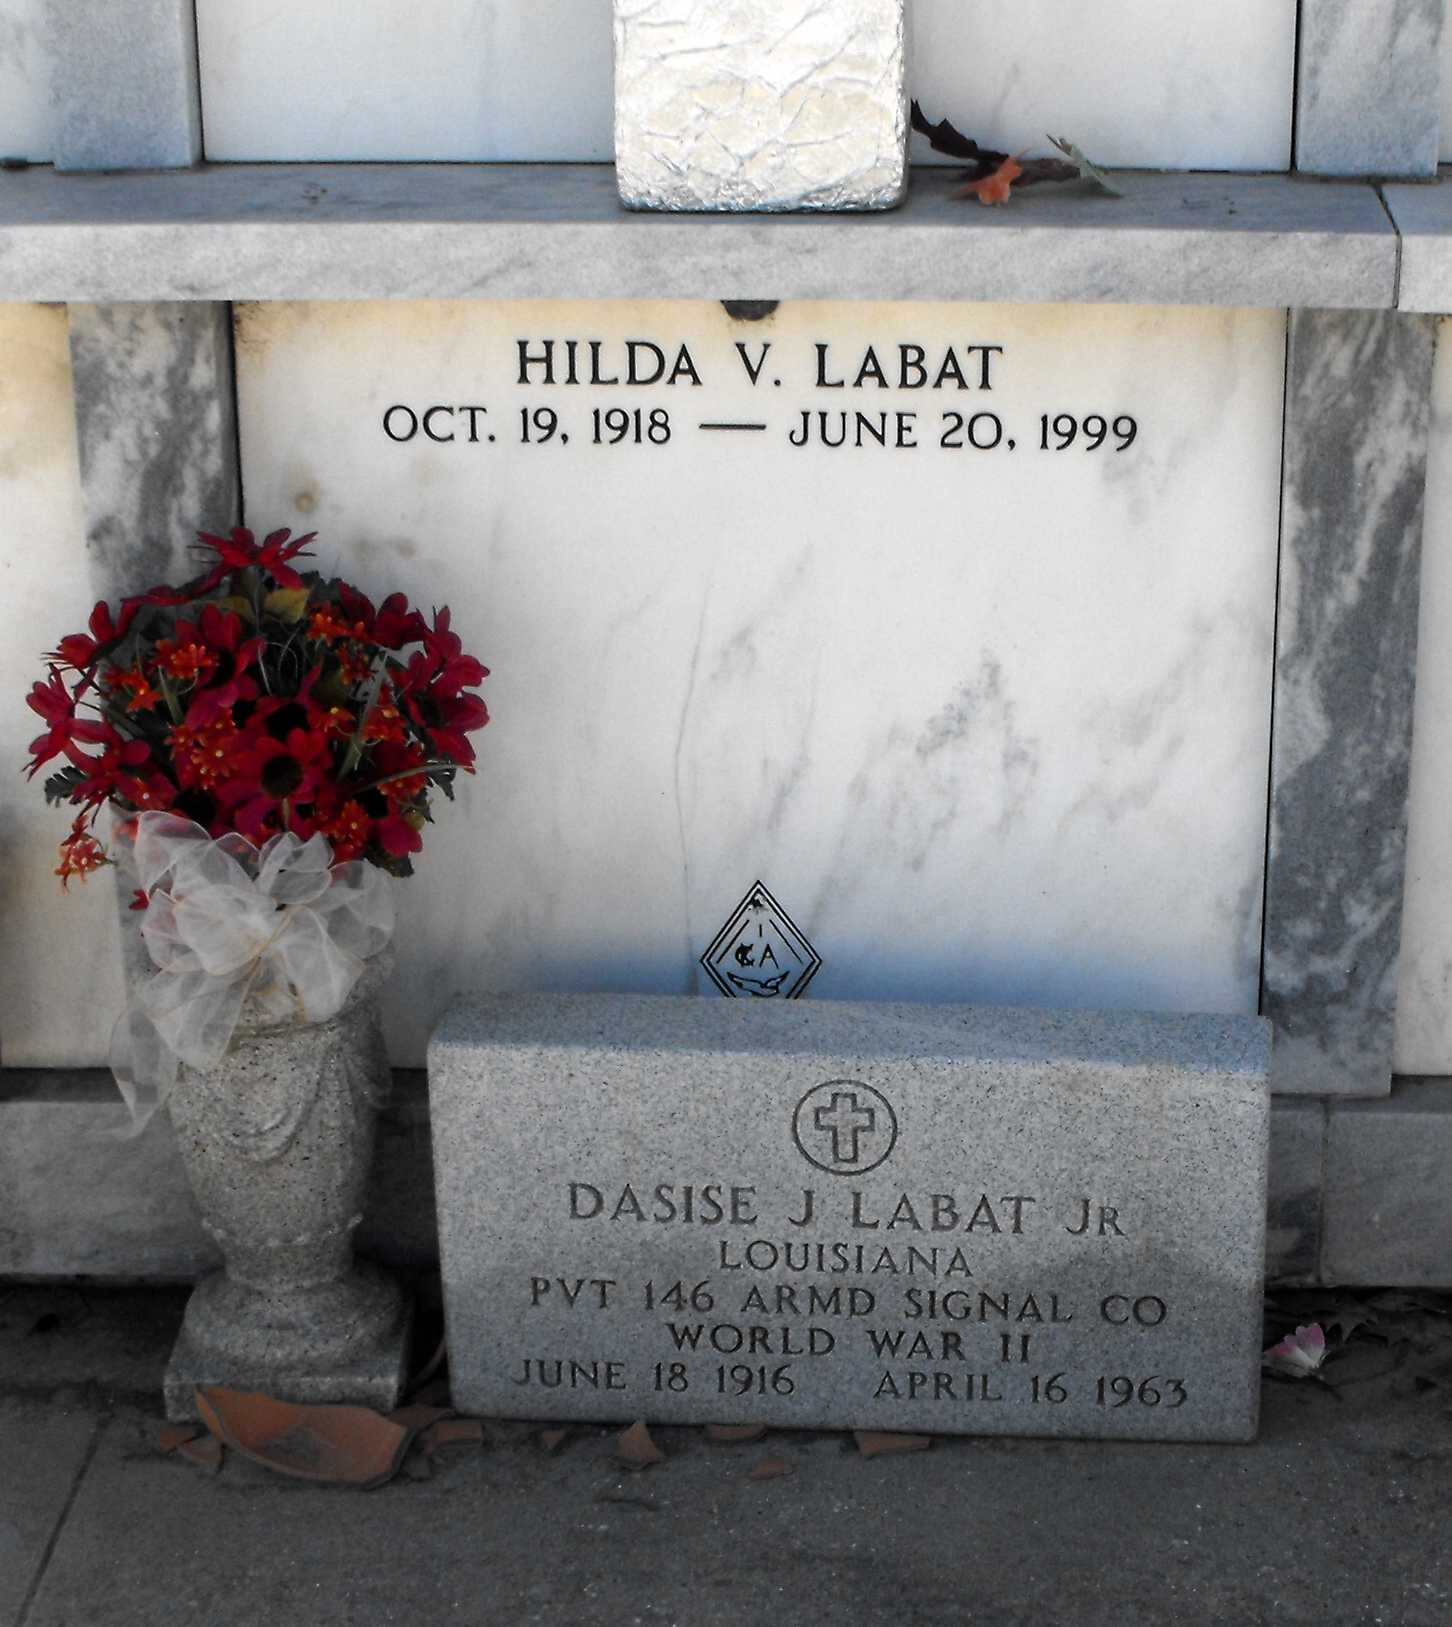 HILDA V. LABAT
OCT. 19, 1918 — JUNE 20, 1999
I
C A
DASISE J LABAT JR
LOUISIANA
PVT 146 ARMD SIGNAL CO
WORLD WAR II
JUNE 18 1916 APRIL 16 1963